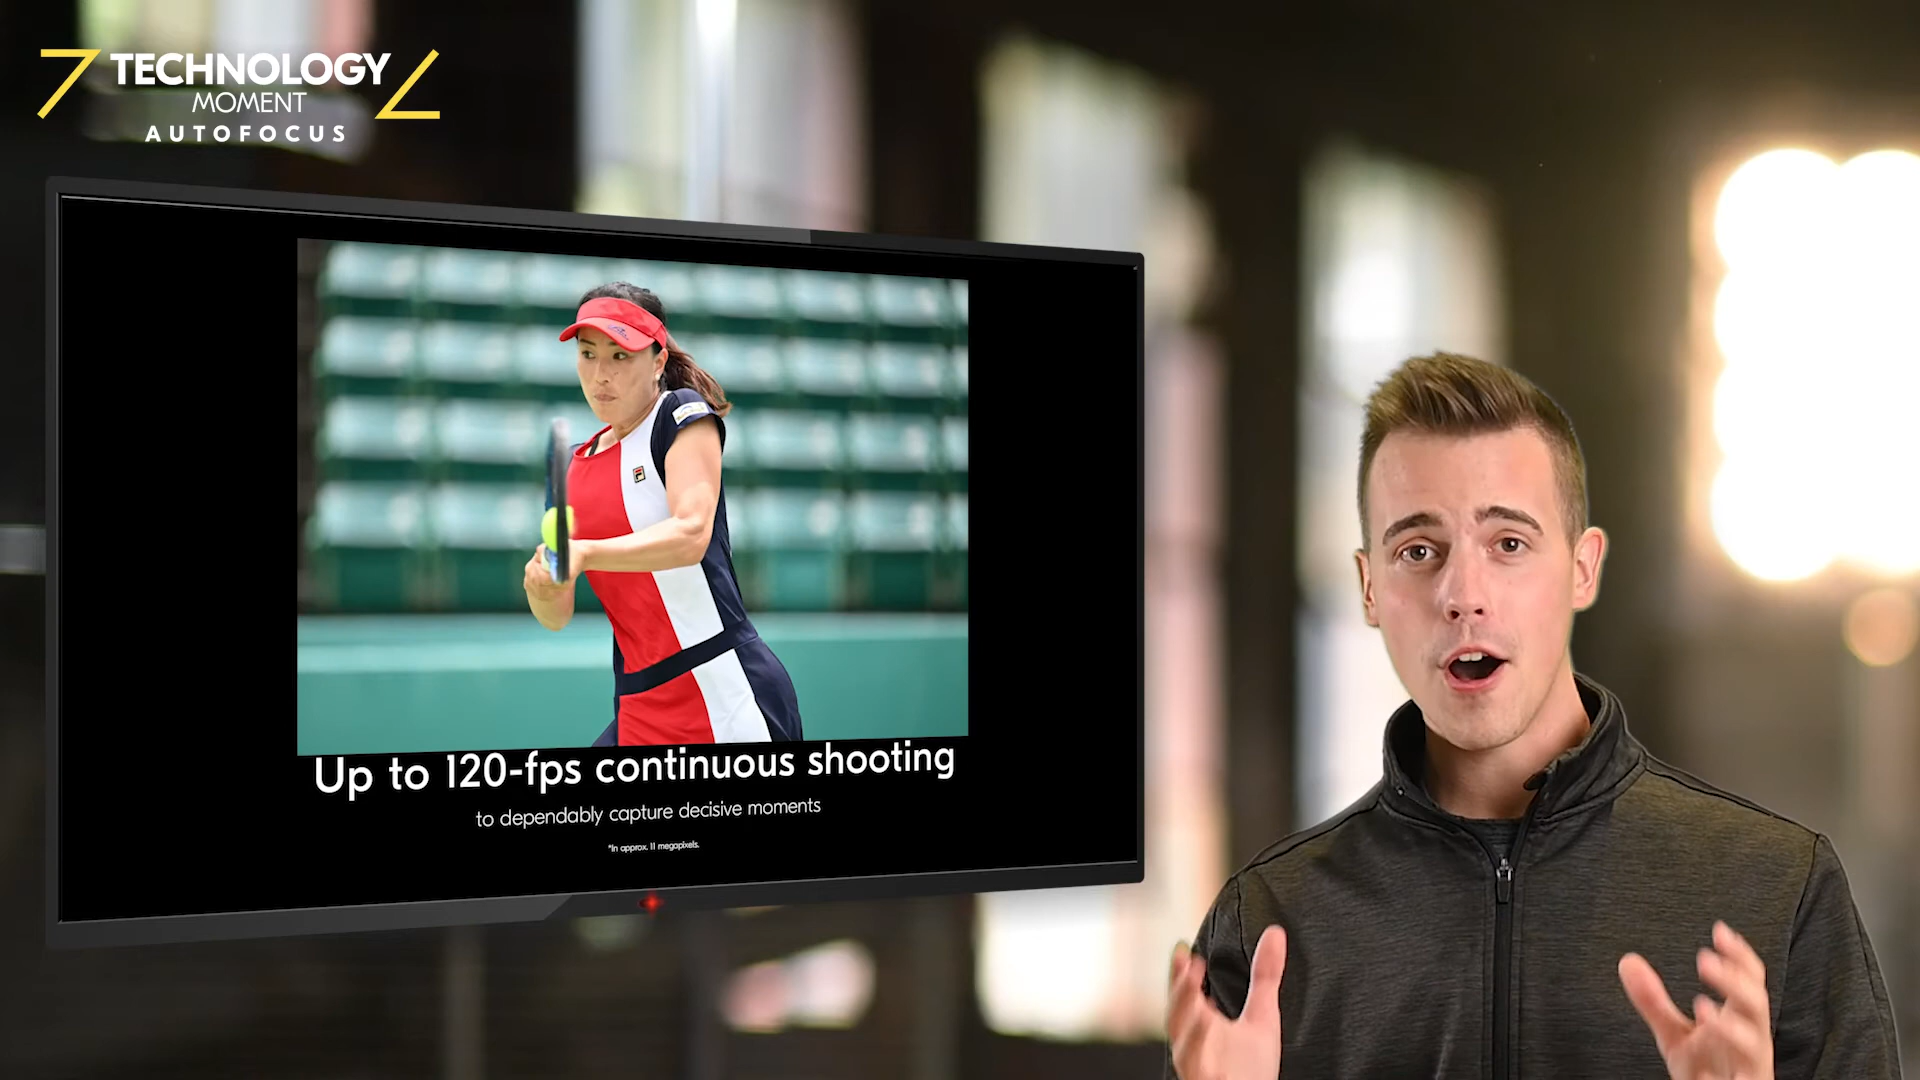 TECHNOLOGY
MOMENT
AUTOFOCUS
Up to 120-fps continuous shooting
to dependably capture decisive moments
*In approx. 11 megapixels.